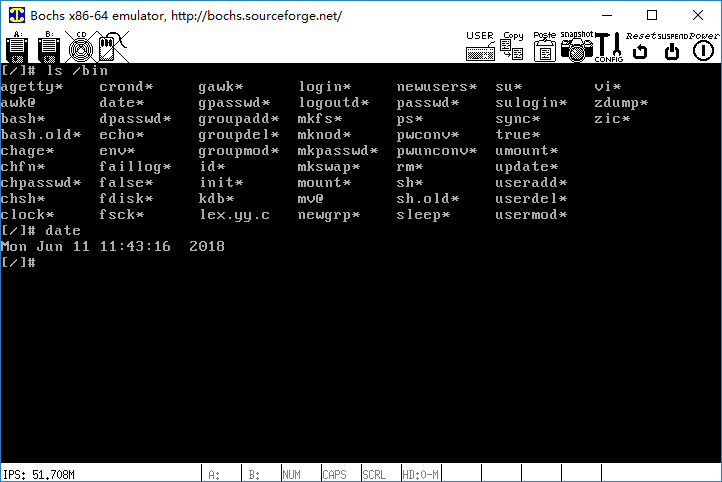 Bochs x86-64 emulator, http://bochs.sourceforge.net/
A: B: CD USER Copy Paste Snapshot CONFIG Reset SUSPEND Power
[/]# ls /bin
agetty* crond* gawk* login* newusers* su* vi*
awk@ date* gpasswd* logoutd* passwd* sulogin* zdump*
bash* dpasswd* groupadd* mkfs* ps* sync* zic*
bash.old* echo* groupdel* mknod* pwconv* true*
chage* env* groupmod* mkpasswd* pwunconv* umount*
chfn* faillog* id* mkswap* rm* update*
chpasswd* false* init* mount* sh* useradd*
chsh* fdisk* kdb* mv@ sh.old* userdel*
clock* fsck* lex.yy.c newgrp* sleep* usermod*
[/]# date
Mon Jun 11 11:43:16  2018
[/]#
IPS: 51.708M A: B: NUM CAPS SCRL HD:0-M